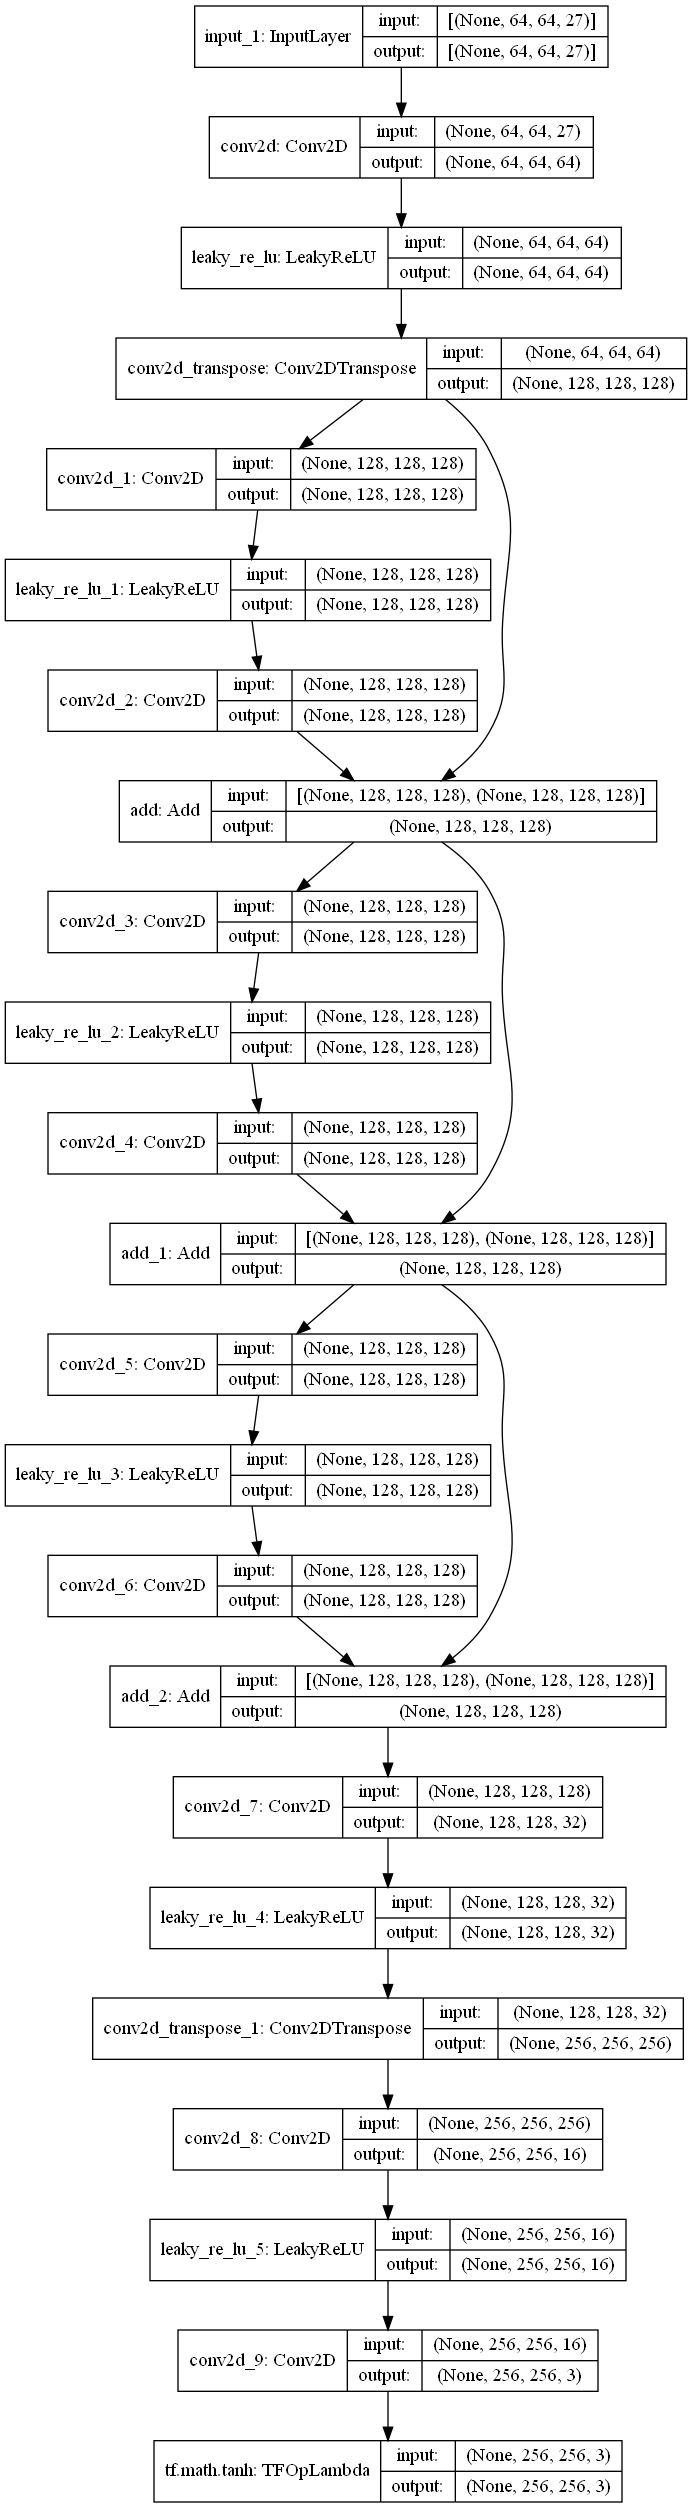 input_1: InputLayer
input: [(None, 64, 64, 27)]
output: [(None, 64, 64, 27)]
conv2d: Conv2D
input: (None, 64, 64, 27)
output: (None, 64, 64, 64)
leaky_re_lu: LeakyReLU
input: (None, 64, 64, 64)
output: (None, 64, 64, 64)
conv2d_transpose: Conv2DTranspose
input: (None, 64, 64, 64)
output: (None, 128, 128, 128)
conv2d_1: Conv2D
input: (None, 128, 128, 128)
output: (None, 128, 128, 128)
leaky_re_lu_1: LeakyReLU
input: (None, 128, 128, 128)
output: (None, 128, 128, 128)
conv2d_2: Conv2D
input: (None, 128, 128, 128)
output: (None, 128, 128, 128)
add: Add
input: [(None, 128, 128, 128), (None, 128, 128, 128)]
output: (None, 128, 128, 128)
conv2d_3: Conv2D
input: (None, 128, 128, 128)
output: (None, 128, 128, 128)
leaky_re_lu_2: LeakyReLU
input: (None, 128, 128, 128)
output: (None, 128, 128, 128)
conv2d_4: Conv2D
input: (None, 128, 128, 128)
output: (None, 128, 128, 128)
add_1: Add
input: [(None, 128, 128, 128), (None, 128, 128, 128)]
output: (None, 128, 128, 128)
conv2d_5: Conv2D
input: (None, 128, 128, 128)
output: (None, 128, 128, 128)
leaky_re_lu_3: LeakyReLU
input: (None, 128, 128, 128)
output: (None, 128, 128, 128)
conv2d_6: Conv2D
input: (None, 128, 128, 128)
output: (None, 128, 128, 128)
add_2: Add
input: [(None, 128, 128, 128), (None, 128, 128, 128)]
output: (None, 128, 128, 128)
conv2d_7: Conv2D
input: (None, 128, 128, 128)
output: (None, 128, 128, 32)
leaky_re_lu_4: LeakyReLU
input: (None, 128, 128, 32)
output: (None, 128, 128, 32)
conv2d_transpose_1: Conv2DTranspose
input: (None, 128, 128, 32)
output: (None, 256, 256, 256)
conv2d_8: Conv2D
input: (None, 256, 256, 256)
output: (None, 256, 256, 16)
leaky_re_lu_5: LeakyReLU
input: (None, 256, 256, 16)
output: (None, 256, 256, 16)
conv2d_9: Conv2D
input: (None, 256, 256, 16)
output: (None, 256, 256, 3)
tf.math.tanh: TFOpLambda
input: (None, 256, 256, 3)
output: (None, 256, 256, 3)